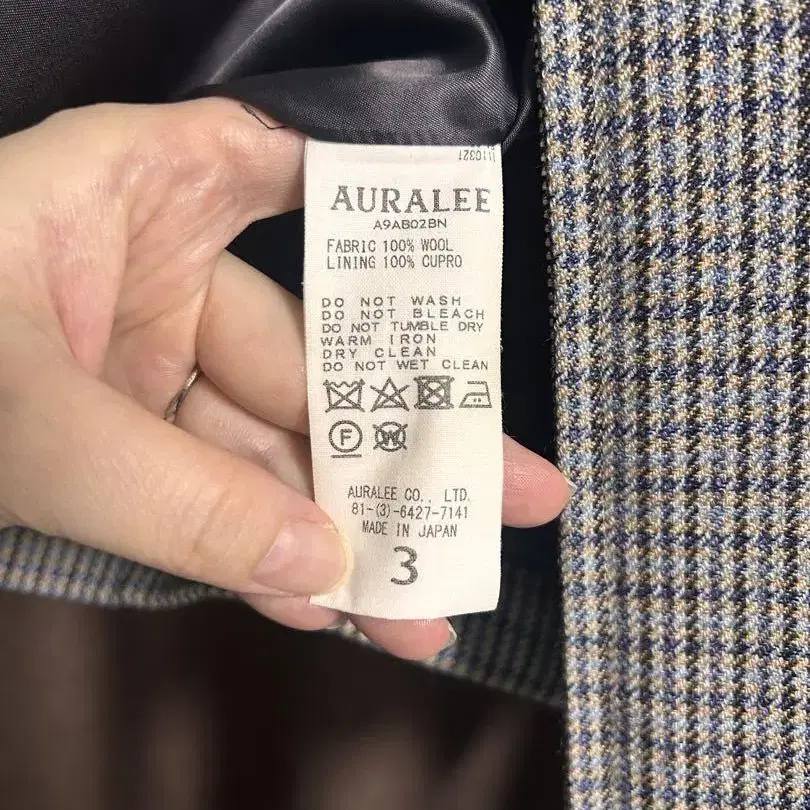 AURALEE
A9AB02BN
FABRIC 100% WOOL
LINING 100% CUPRO
DO NOT WASH
DO NOT BLEACH
DO NOT TUMBLE DRY
WARM IRON
DRY CLEAN
DO NOT WET CLEAN
F W
AURALEE CO., LTD.
81-(3)-6427-7141
MADE IN JAPAN
3